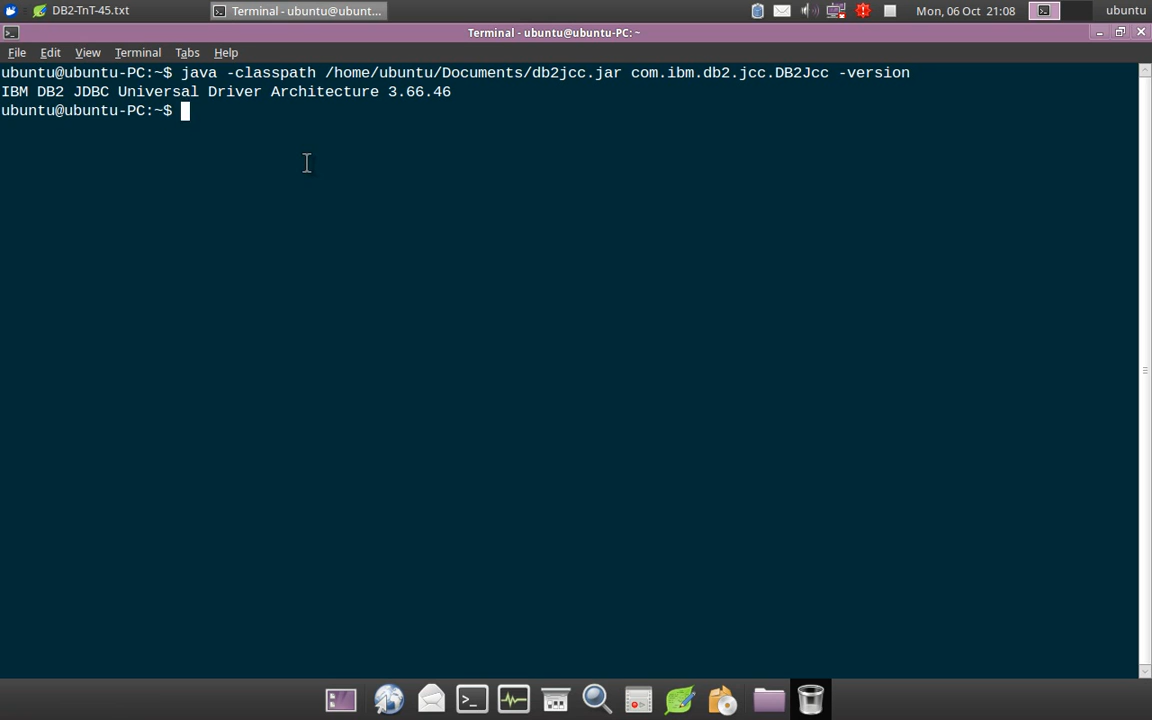 DB2-TnT-45.txt
Terminal - ubuntu@ubunt...
Mon, 06 Oct 21:08
ubuntu
Terminal - ubuntu@ubuntu-PC: ~
File Edit View Terminal Tabs Help
ubuntu@ubuntu-PC:~$ java -classpath /home/ubuntu/Documents/db2jcc.jar com.ibm.db2.jcc.DB2Jcc -version
IBM DB2 JDBC Universal Driver Architecture 3.66.46
ubuntu@ubuntu-PC:~$